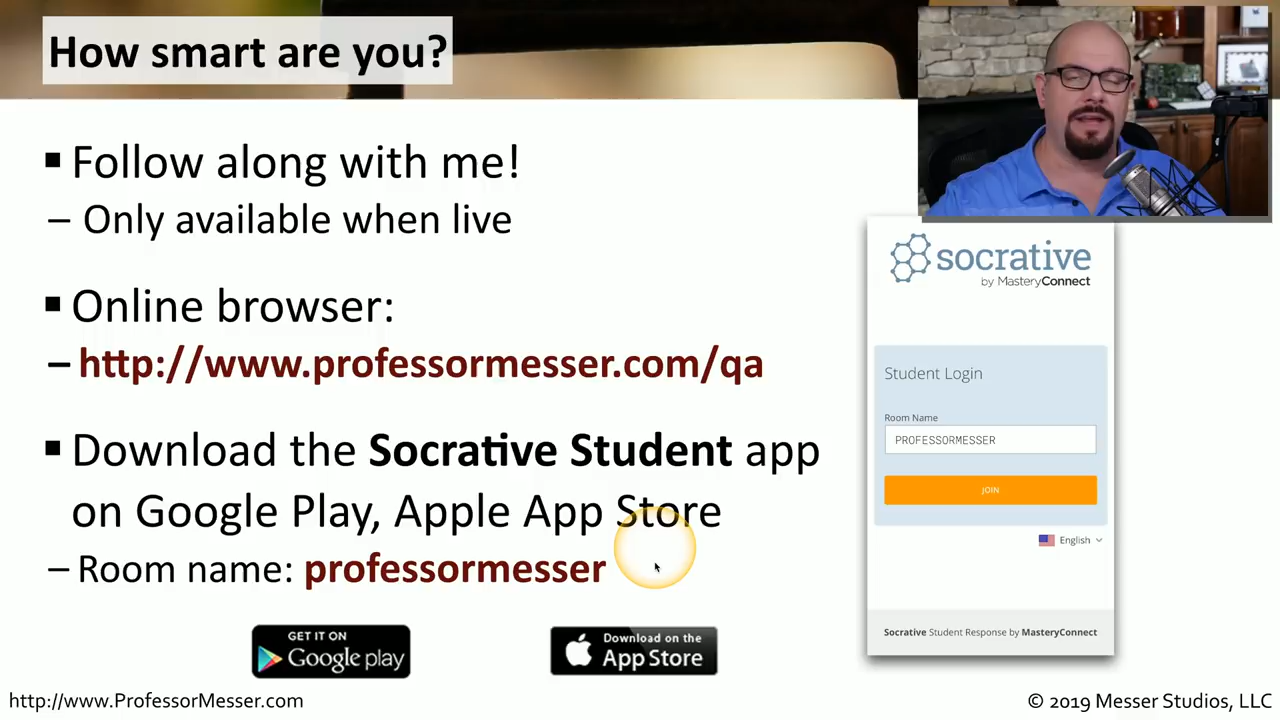 How smart are you?
▪ Follow along with me!
– Only available when live
▪ Online browser:
– http://www.professormesser.com/qa
▪ Download the Socrative Student app
on Google Play, Apple App Store
– Room name: professormesser
GET IT ON
Google play
Download on the
App Store
socrative
by MasteryConnect
Student Login
Room Name
PROFESSORMESSER
JOIN
English
Socrative Student Response by MasteryConnect
http://www.ProfessorMesser.com
© 2019 Messer Studios, LLC